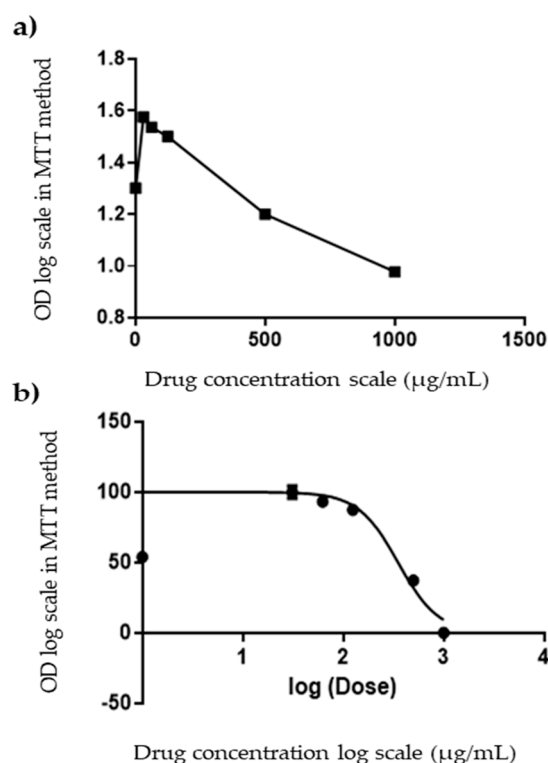 a)
OD log scale in MTT method
1.8
1.6
1.4
1.2
1.0
0.8
0 500 1000 1500
Drug concentration scale (µg/mL)
b)
OD log scale in MTT method
150
100
50
0
-50
1 2 3 4
log (Dose)
Drug concentration log scale (µg/mL)